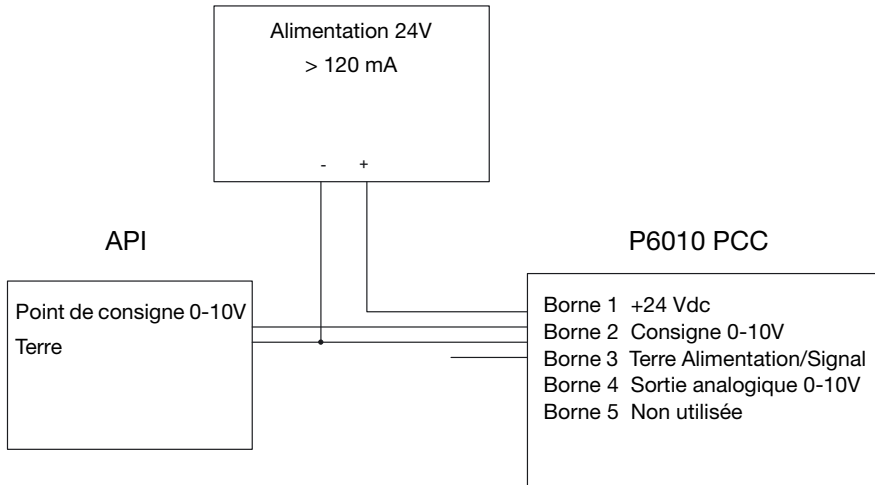 Alimentation 24V
> 120 mA
- +
API
P6010 PCC
Point de consigne 0-10V
Terre
Borne 1 +24 Vdc
Borne 2 Consigne 0-10V
Borne 3 Terre Alimentation/Signal
Borne 4 Sortie analogique 0-10V
Borne 5 Non utilisée